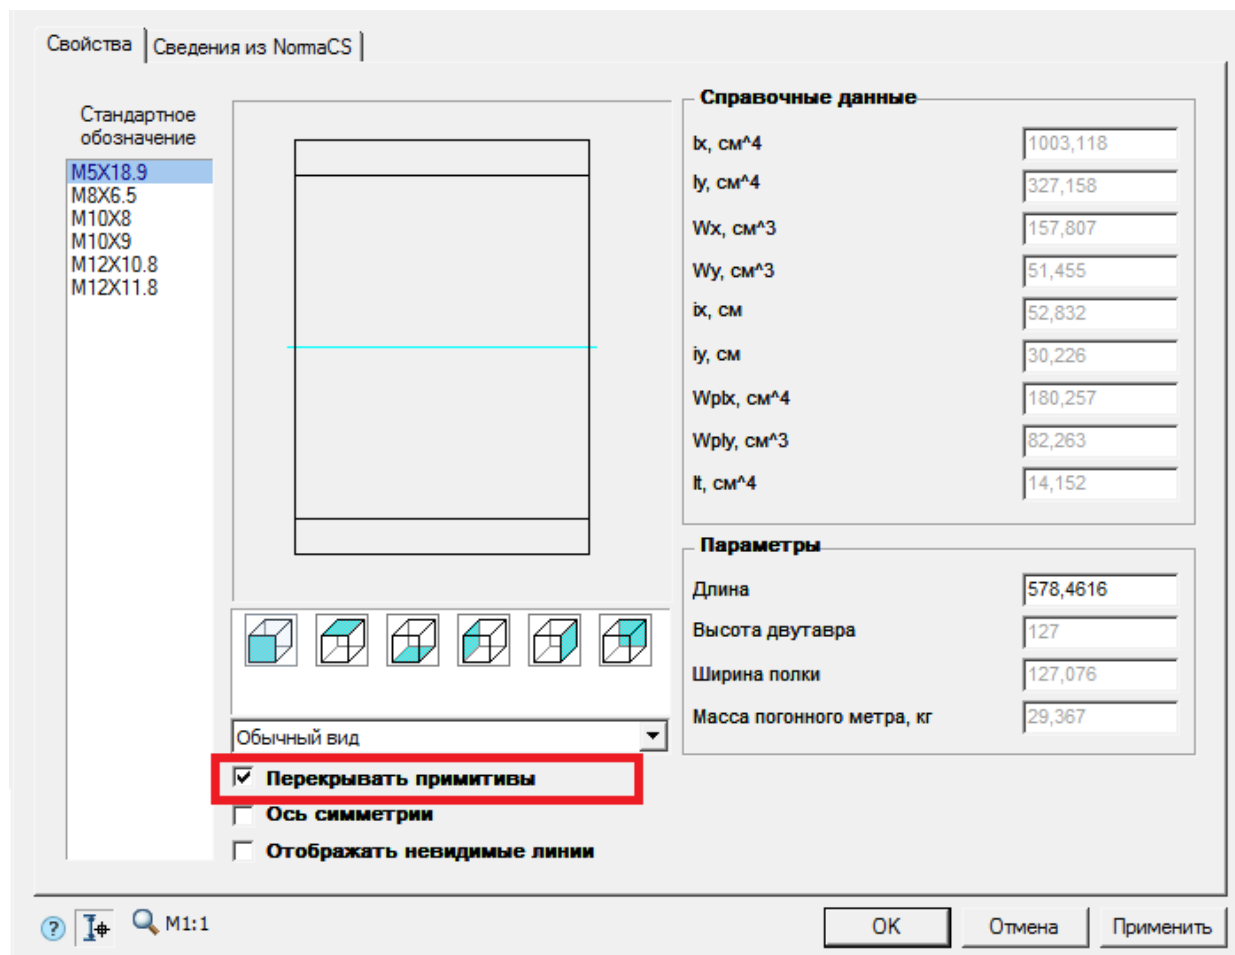 Свойства
Сведения из NormaCS
Стандартное
обозначение
M5X18.9
M8X6.5
M10X8
M10X9
M12X10.8
M12X11.8
Обычный вид
Перекрывать примитивы
Ось симметрии
Отображать невидимые линии
Справочные данные
Ix, см^4 1003,118
Iy, см^4 327,158
Wx, см^3 157,807
Wy, см^3 51,455
ix, см 52,832
iy, см 30,226
Wplx, см^4 180,257
Wply, см^3 82,263
It, см^4 14,152
Параметры
Длина 578,4616
Высота двутавра 127
Ширина полки 127,076
Масса погонного метра, кг 29,367
? M1:1
OK Отмена Применить